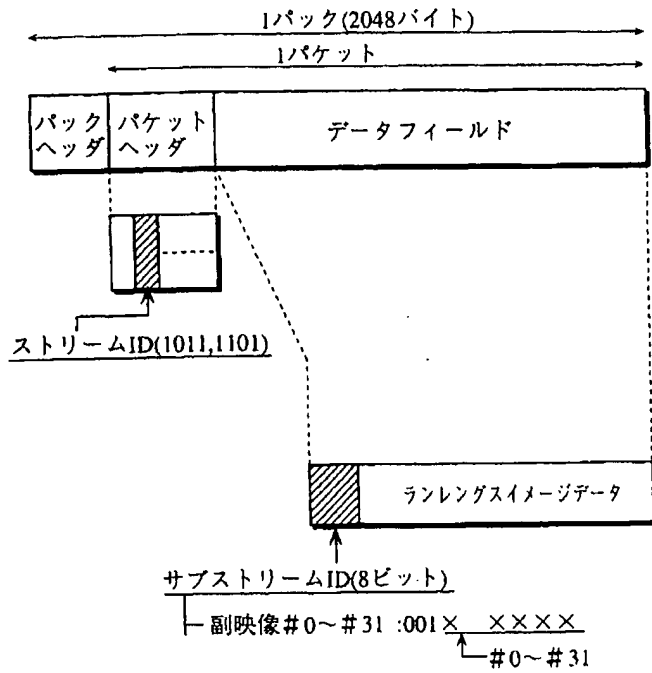 1パック(2048バイト)
1パケット
パック
ヘッダ
パケット
ヘッダ
データフィールド
ストリームID(1011,1101)
ランレングスイメージデータ
サブストリームID(8ビット)
副映像#0〜#31 :001× ××××
#0〜#31